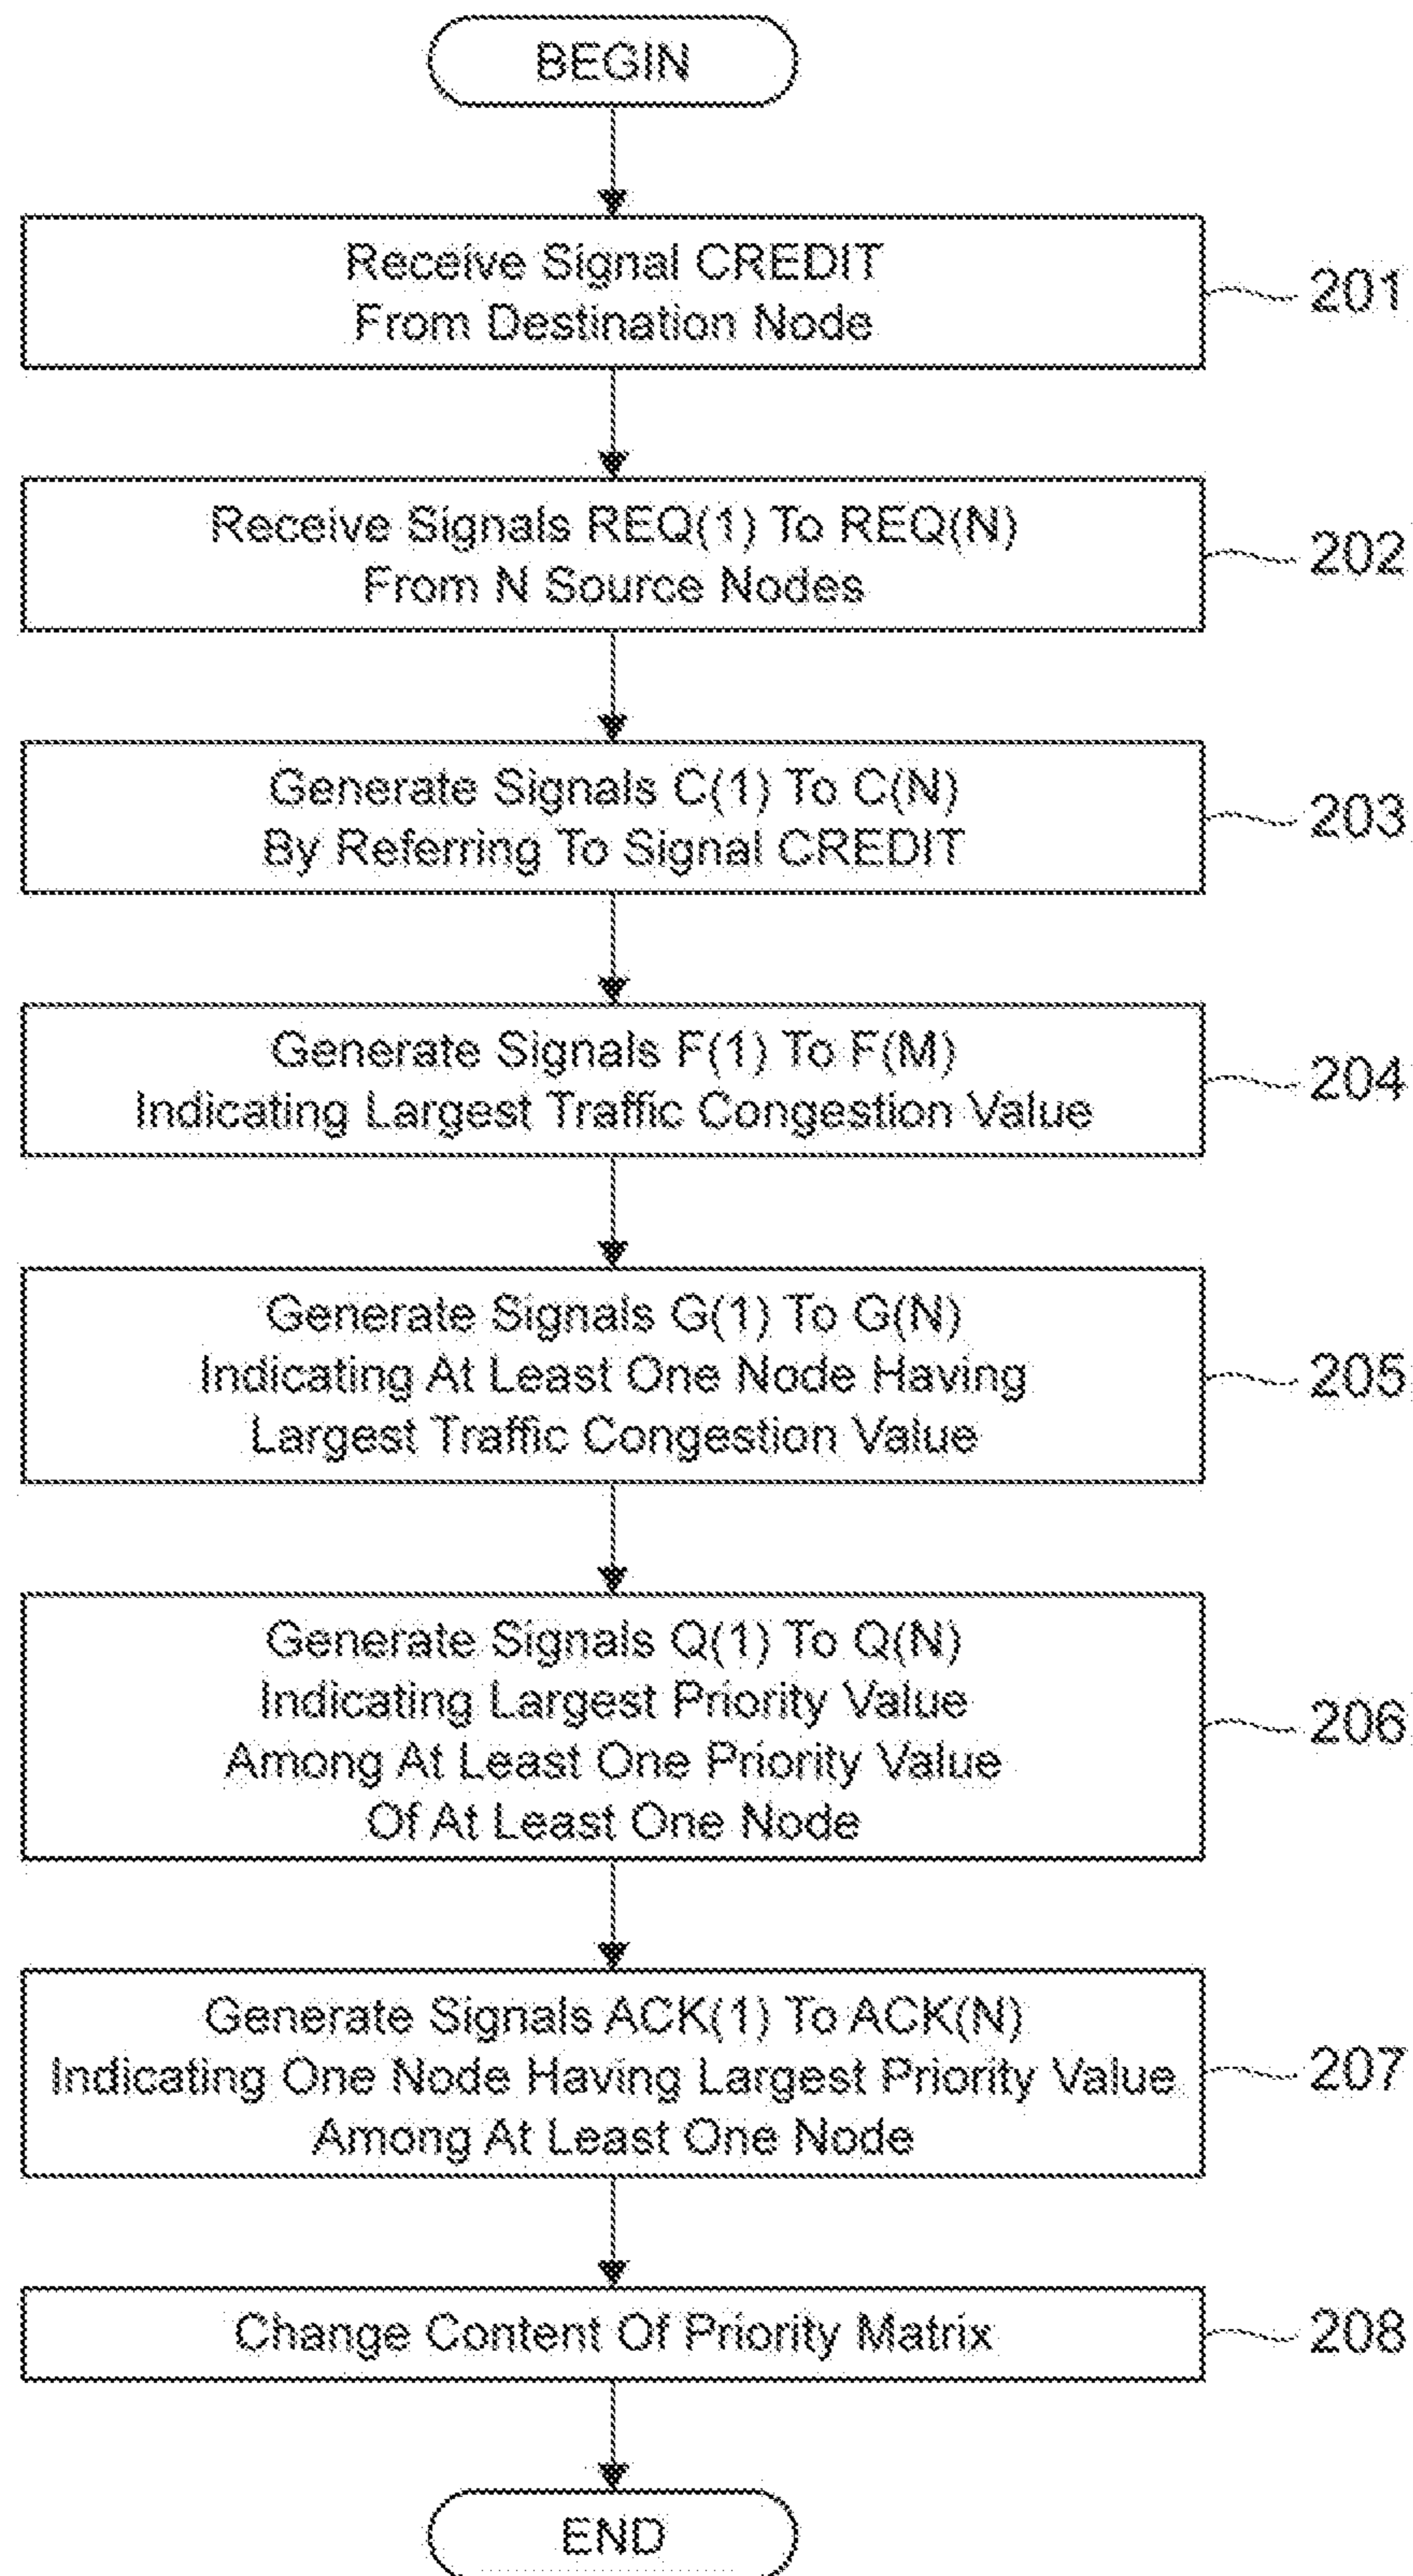 BEGIN
Receive Signal CREDIT
From Destination Node
201
Receive Signals REQ(1) To REQ(N)
From N Source Nodes
202
Generate Signals C(1) To C(N)
By Referring To Signal CREDIT
203
Generate Signals F(1) To F(M)
Indicating Largest Traffic Congestion Value
204
Generate Signals G(1) To G(N)
Indicating At Least One Node Having
Largest Traffic Congestion Value
205
Generate Signals Q(1) To Q(N)
Indicating Largest Priority Value
Among At Least One Priority Value
Of At Least One Node
206
Generate Signals ACK(1) To ACK(N)
Indicating One Node Having Largest Priority Value
Among At Least One Node
207
Change Content Of Priority Matrix
208
END